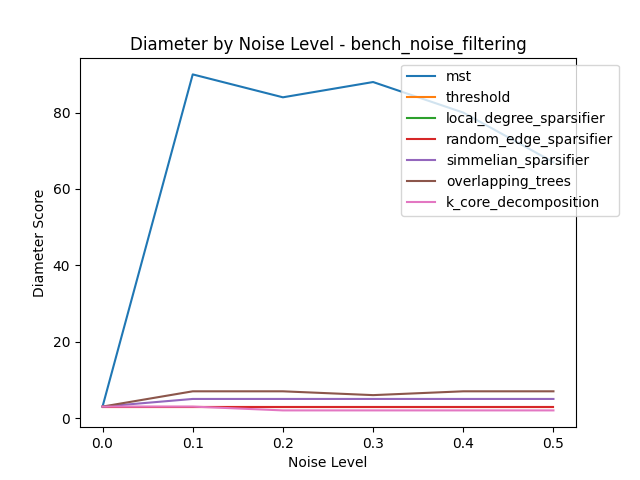 Diameter by Noise Level - bench_noise_filtering
mst
threshold
local_degree_sparsifier
random_edge_sparsifier
simmelian_sparsifier
overlapping_trees
k_core_decomposition
Diameter Score
80
60
40
20
0
0.0 0.1 0.2 0.3 0.4 0.5
Noise Level